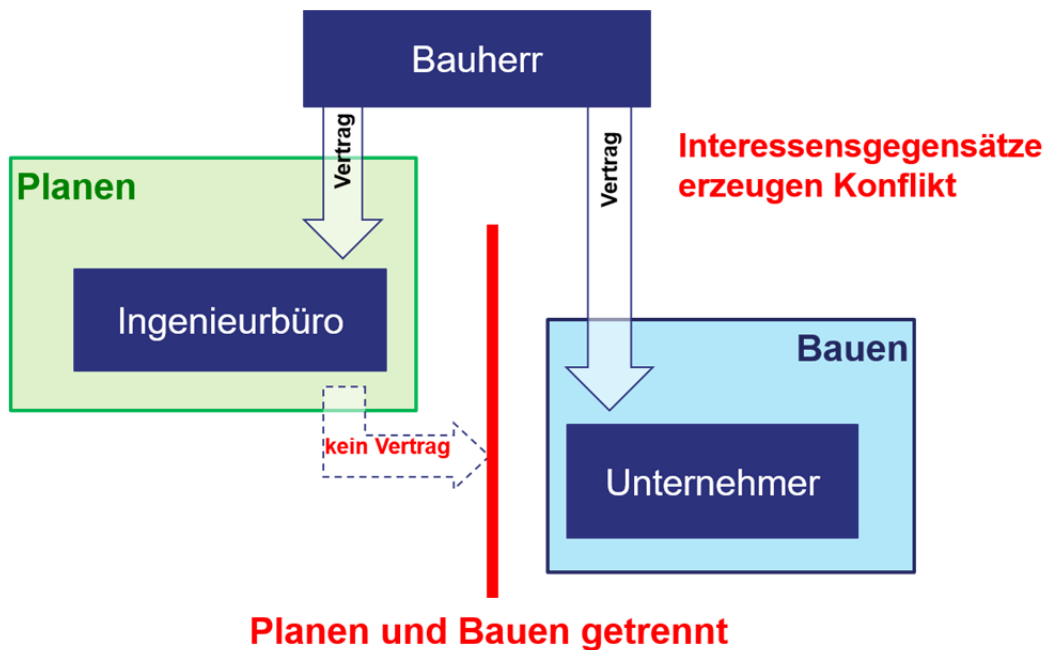 Bauherr
Vertrag
Vertrag
Interessensgegensätze
erzeugen Konflikt
Planen
Ingenieurbüro
Bauen
kein Vertrag
Unternehmer
Planen und Bauen getrennt